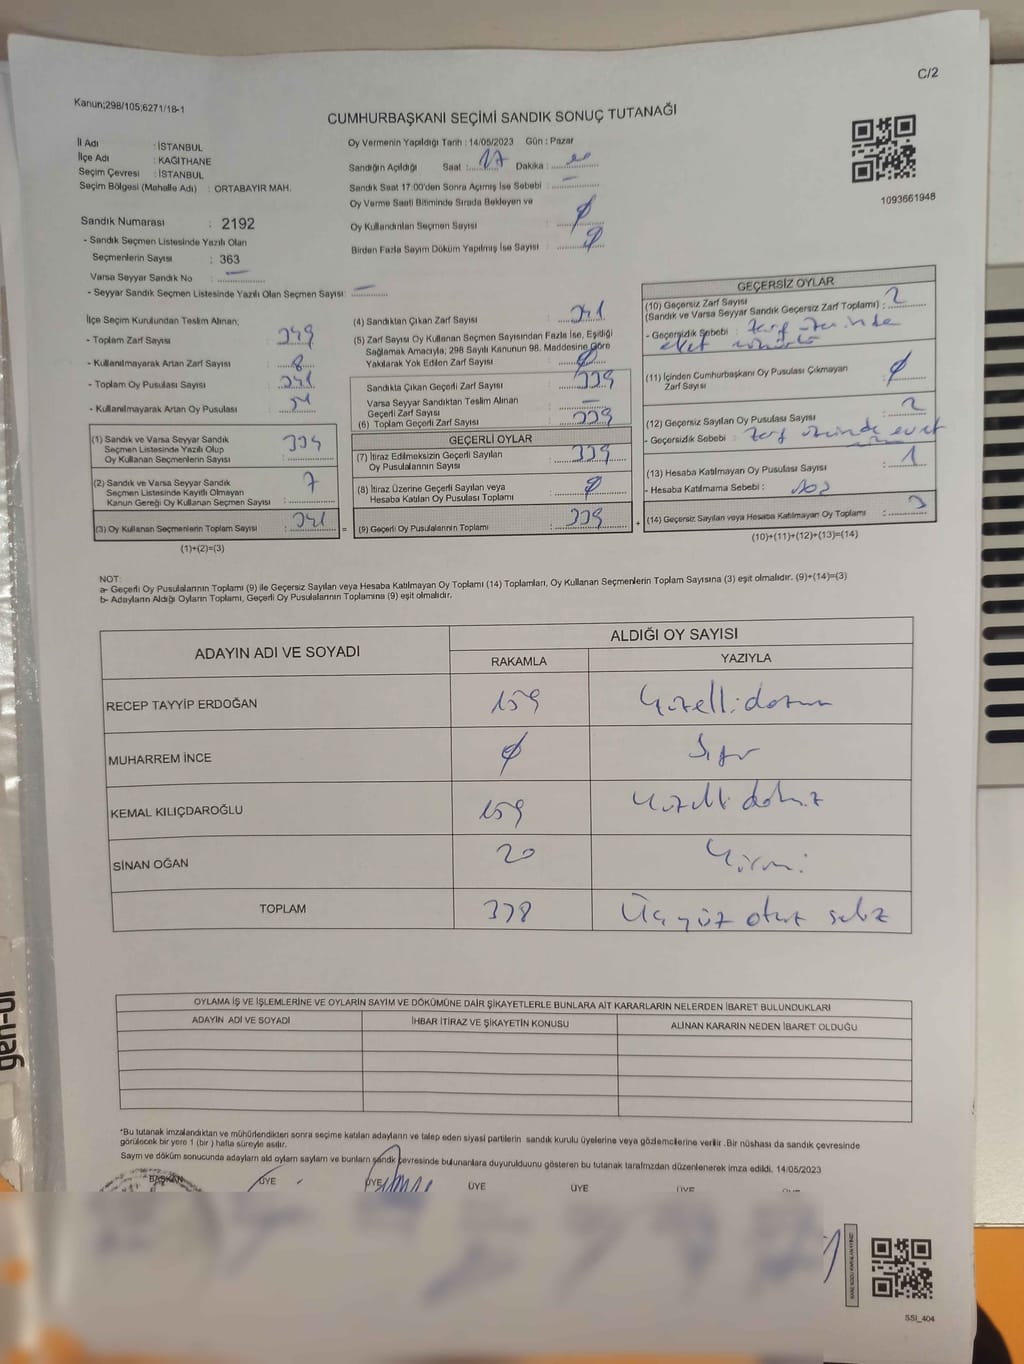 C/2
Kanun;298/105;6271/18-1
CUMHURBAŞKANI SEÇİMİ SANDIK SONUÇ TUTANAĞI
İl Adı : İSTANBUL
İlçe Adı : KAĞITHANE
Seçim Çevresi : İSTANBUL
Seçim Bölgesi (Mahalle Adı) : ORTABAYIR MAH.
Sandık Numarası : 2192
- Sandık Seçmen Listesinde Yazılı Olan
Seçmenlerin Sayısı : 363
Varsa Seyyar Sandık No
- Seyyar Sandık Seçmen Listesinde Yazılı Olan Seçmen Sayısı:
Oy Vermenin Yapıldığı Tarih : 14/05/2023 Gün : Pazar
Sandığın Açıldığı Saat : 17 Dakika : 00
Sandık Saat 17.00'den Sonra Açılmış İse Sebebi : —
Oy Verme Saati Bitiminde Sırada Bekleyen ve
Oy Kullandırılan Seçmen Sayısı : Ø
Birden Fazla Sayım Döküm Yapılmış İse Sayısı : Ø
1093661948
İlçe Seçim Kurulundan Teslim Alınan;
- Toplam Zarf Sayısı : 349
- Kullanılmayarak Artan Zarf Sayısı : 8
- Toplam Oy Pusulası Sayısı : 341
- Kullanılmayarak Artan Oy Pusulası
(1) Sandık ve Varsa Seyyar Sandık
Seçmen Listesinde Yazılı Olup
Oy Kullanan Seçmenlerin Sayısı : 334
(2) Sandık ve Varsa Seyyar Sandık
Seçmen Listesinde Kayıtlı Olmayan
Kanun Gereği Oy Kullanan Seçmen Sayısı : 7
(3) Oy Kullanan Seçmenlerin Toplam Sayısı : 341
(1)+(2)=(3)
(4) Sandıktan Çıkan Zarf Sayısı : 341
(5) Zarf Sayısı Oy Kullanan Seçmen Sayısından Fazla İse, Eşitliği
Sağlamak Amacıyla; 298 Sayılı Kanunun 98. Maddesine Göre
Yakılarak Yok Edilen Zarf Sayısı : Ø
Sandıkta Çıkan Geçerli Zarf Sayısı : 339
Varsa Seyyar Sandıktan Teslim Alınan
Geçerli Zarf Sayısı : —
(6) Toplam Geçerli Zarf Sayısı : 339
GEÇERLİ OYLAR
(7) İtiraz Edilmeksizin Geçerli Sayılan
Oy Pusulalarının Sayısı : 339
(8) İtiraz Üzerine Geçerli Sayılan veya
Hesaba Katılan Oy Pusulası Toplamı : Ø
= (9) Geçerli Oy Pusulalarının Toplamı : 339 +
GEÇERSİZ OYLAR
(10) Geçersiz Zarf Sayısı
(Sandık ve Varsa Seyyar Sandık Geçersiz Zarf Toplamı) : 2
- Geçersizlik Sebebi : zarf üzerinde
evet mührü
(11) İçinden Cumhurbaşkanı Oy Pusulası Çıkmayan
Zarf Sayısı : Ø
(12) Geçersiz Sayılan Oy Pusulası Sayısı : 2
- Geçersizlik Sebebi : zarf üzerinde evet
(13) Hesaba Katılmayan Oy Pusulası Sayısı : 1
- Hesaba Katılmama Sebebi :
(14) Geçersiz Sayılan veya Hesaba Katılmayan Oy Toplamı : 3
(10)+(11)+(12)+(13)=(14)
NOT:
a- Geçerli Oy Pusulalarının Toplamı (9) ile Geçersiz Sayılan veya Hesaba Katılmayan Oy Toplamı (14) Toplamları, Oy Kullanan Seçmenlerin Toplam Sayısına (3) eşit olmalıdır. (9)+(14)=(3)
b- Adayların Aldığı Oyların Toplamı, Geçerli Oy Pusulalarının Toplamına (9) eşit olmalıdır.
ADAYIN ADI VE SOYADI ALDIĞI OY SAYISI
RAKAMLA YAZIYLA
RECEP TAYYİP ERDOĞAN 159 Yüzellidokuz
MUHARREM İNCE Ø Sıfır
KEMAL KILIÇDAROĞLU 159 Yüzellidokuz
SİNAN OĞAN 20 Yirmi
TOPLAM 338 Üçyüz otuz sekiz
OYLAMA İŞ VE İŞLEMLERİNE VE OYLARIN SAYIM VE DÖKÜMÜNE DAİR ŞİKAYETLERLE BUNLARA AİT KARARLARIN NELERDEN İBARET BULUNDUKLARI
ADAYIN ADI VE SOYADI İHBAR İTİRAZ VE ŞİKAYETİN KONUSU ALINAN KARARIN NEDEN İBARET OLDUĞU
*Bu tutanak imzalandıktan ve mühürlendikten sonra seçime katılan adayların ve talep eden siyasi partilerin sandık kurulu üyelerine veya gözlemcilerine verilir. Bir nüshası da sandık çevresinde
görülecek bir yere 1 (bir) hafta süreyle asılır.
Sayım ve döküm sonucunda adayların ald oyların sayıları ve bunların sandık çevresinde bulunanlara duyurulduunu gösteren bu tutanak tarafımzdan düzenlenerek imza edildi. 14/05/2023
BAŞKAN ÜYE ÜYE ÜYE ÜYE ÜYE
SSİ_404
gen-ol